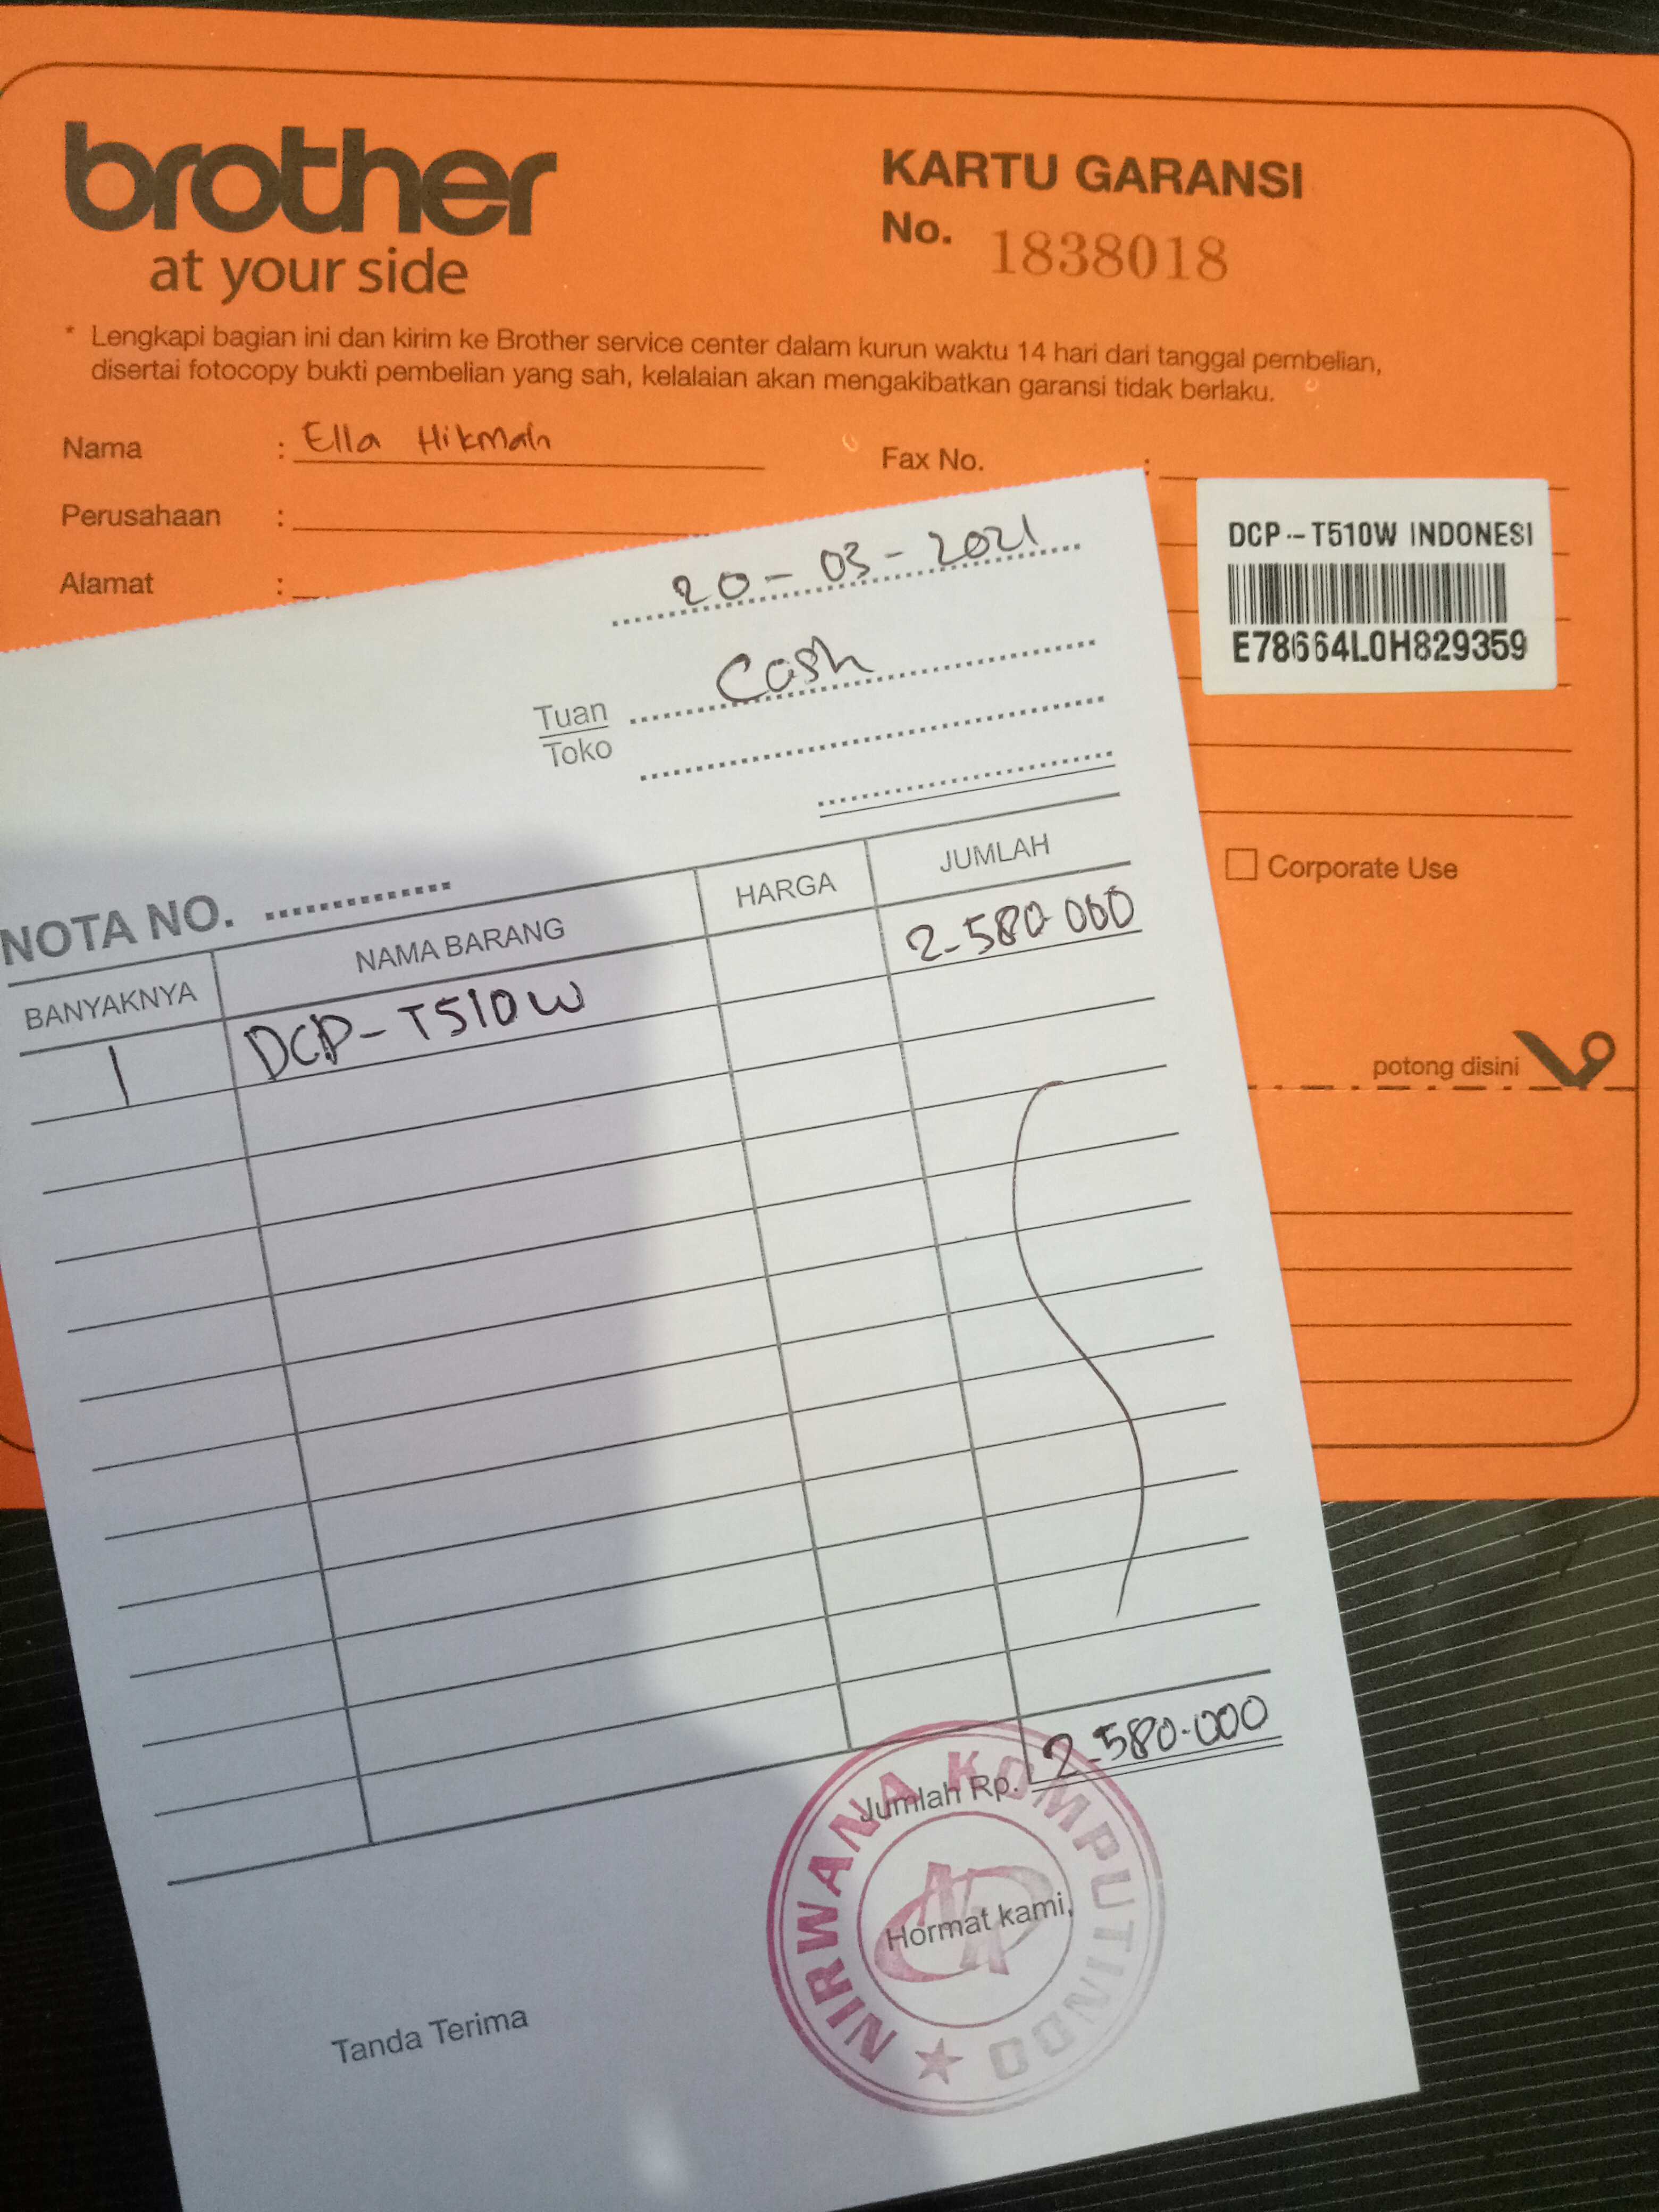 brother
at your side
KARTU GARANSI
No. 1838018
* Lengkapi bagian ini dan kirim ke Brother service center dalam kurun waktu 14 hari dari tanggal pembelian,
disertai fotocopy bukti pembelian yang sah, kelalaian akan mengakibatkan garansi tidak berlaku.
Nama : Ella Hikmah
Fax No. :
Perusahaan :
Alamat :
DCP-T510W INDONESI
E78664L0H829359
Corporate Use
potong disini
20-03-2021
Tuan Cash
Toko
NOTA NO.
BANYAKNYA NAMA BARANG HARGA JUMLAH
1 DCP-T510W 2-580.000
Jumlah Rp. 2-580.000
NIRWANA KOMPUTINDO
Hormat kami,
Tanda Terima